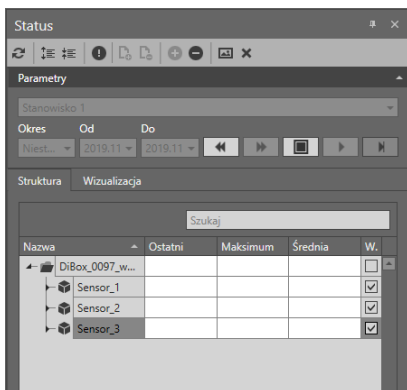 Status
Parametry
Stanowisko 1
Okres Od Do
Niest... 2019.11 2019.11
Struktura Wizualizacja
Szukaj
Nazwa Ostatni Maksimum Średnia W.
DiBox_0097_w...
Sensor_1
Sensor_2
Sensor_3